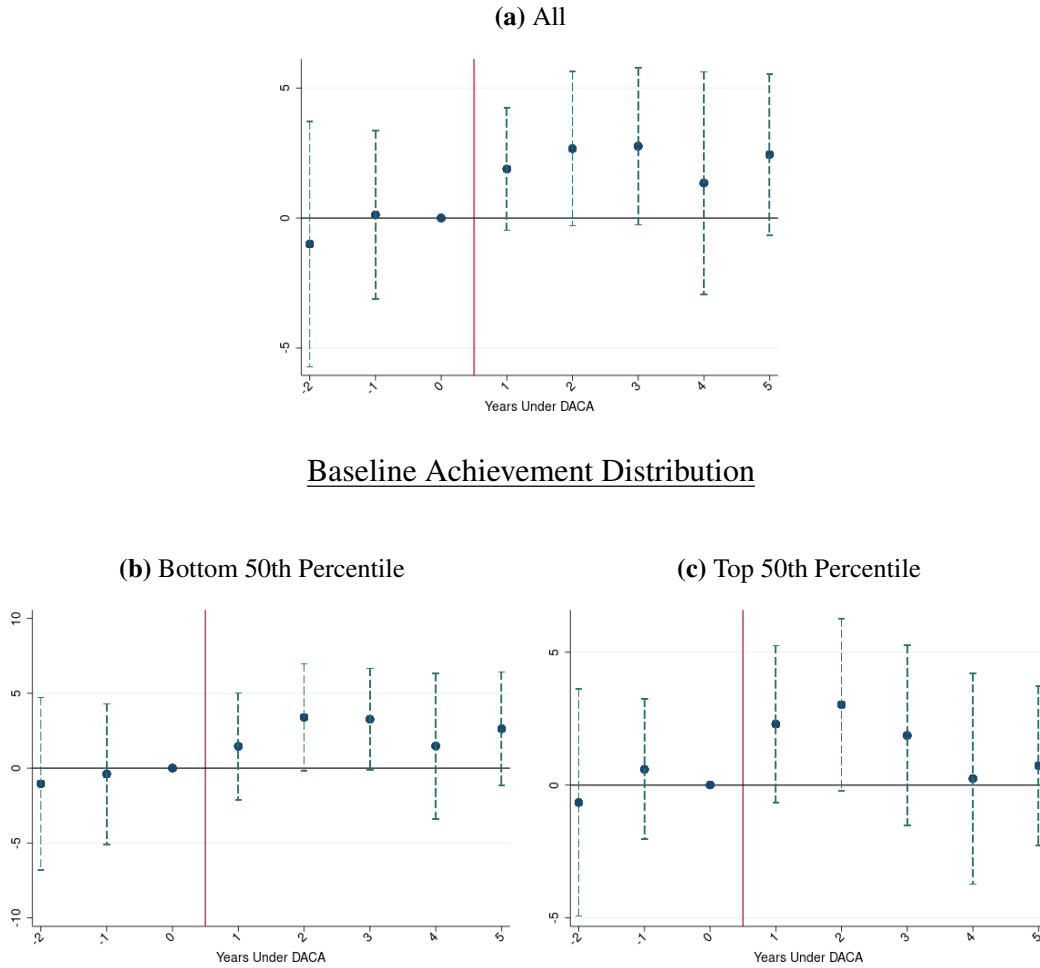 (a) All
5
0
-5
-2 -1 0 1 2 3 4 5
Years Under DACA
Baseline Achievement Distribution
(b) Bottom 50th Percentile
10
5
0
-5
-10
-2 -1 0 1 2 3 4 5
Years Under DACA
(c) Top 50th Percentile
5
0
-5
-2 -1 0 1 2 3 4 5
Years Under DACA